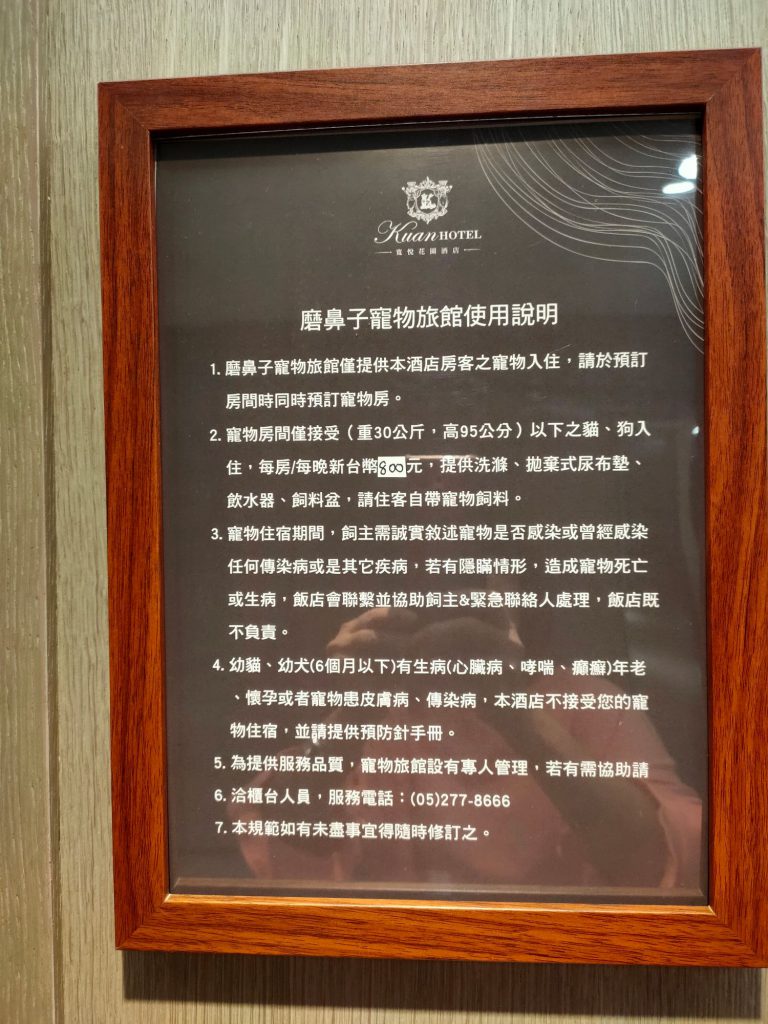 K
Kuan HOTEL
寬悅花園酒店
磨鼻子寵物旅館使用說明
1. 磨鼻子寵物旅館僅提供本酒店房客之寵物入住，請於預訂
房間時同時預訂寵物房。
2. 寵物房間僅接受（重30公斤，高95公分）以下之貓、狗入
住，每房/每晚新台幣800元，提供洗滌、拋棄式尿布墊、
飲水器、飼料盆，請住客自帶寵物飼料。
3. 寵物住宿期間，飼主需誠實敘述寵物是否感染或曾經感染
任何傳染病或是其它疾病，若有隱瞞情形，造成寵物死亡
或生病，飯店會聯繫並協助飼主&緊急聯絡人處理，飯店既
不負責。
4. 幼貓、幼犬(6個月以下)有生病(心臟病、哮喘、癲癇)年老
、懷孕或者寵物患皮膚病、傳染病，本酒店不接受您的寵
物住宿，並請提供預防針手冊。
5. 為提供服務品質，寵物旅館設有專人管理，若有需協助請
6. 洽櫃台人員，服務電話：(05)277-8666
7. 本規範如有未盡事宜得隨時修訂之。